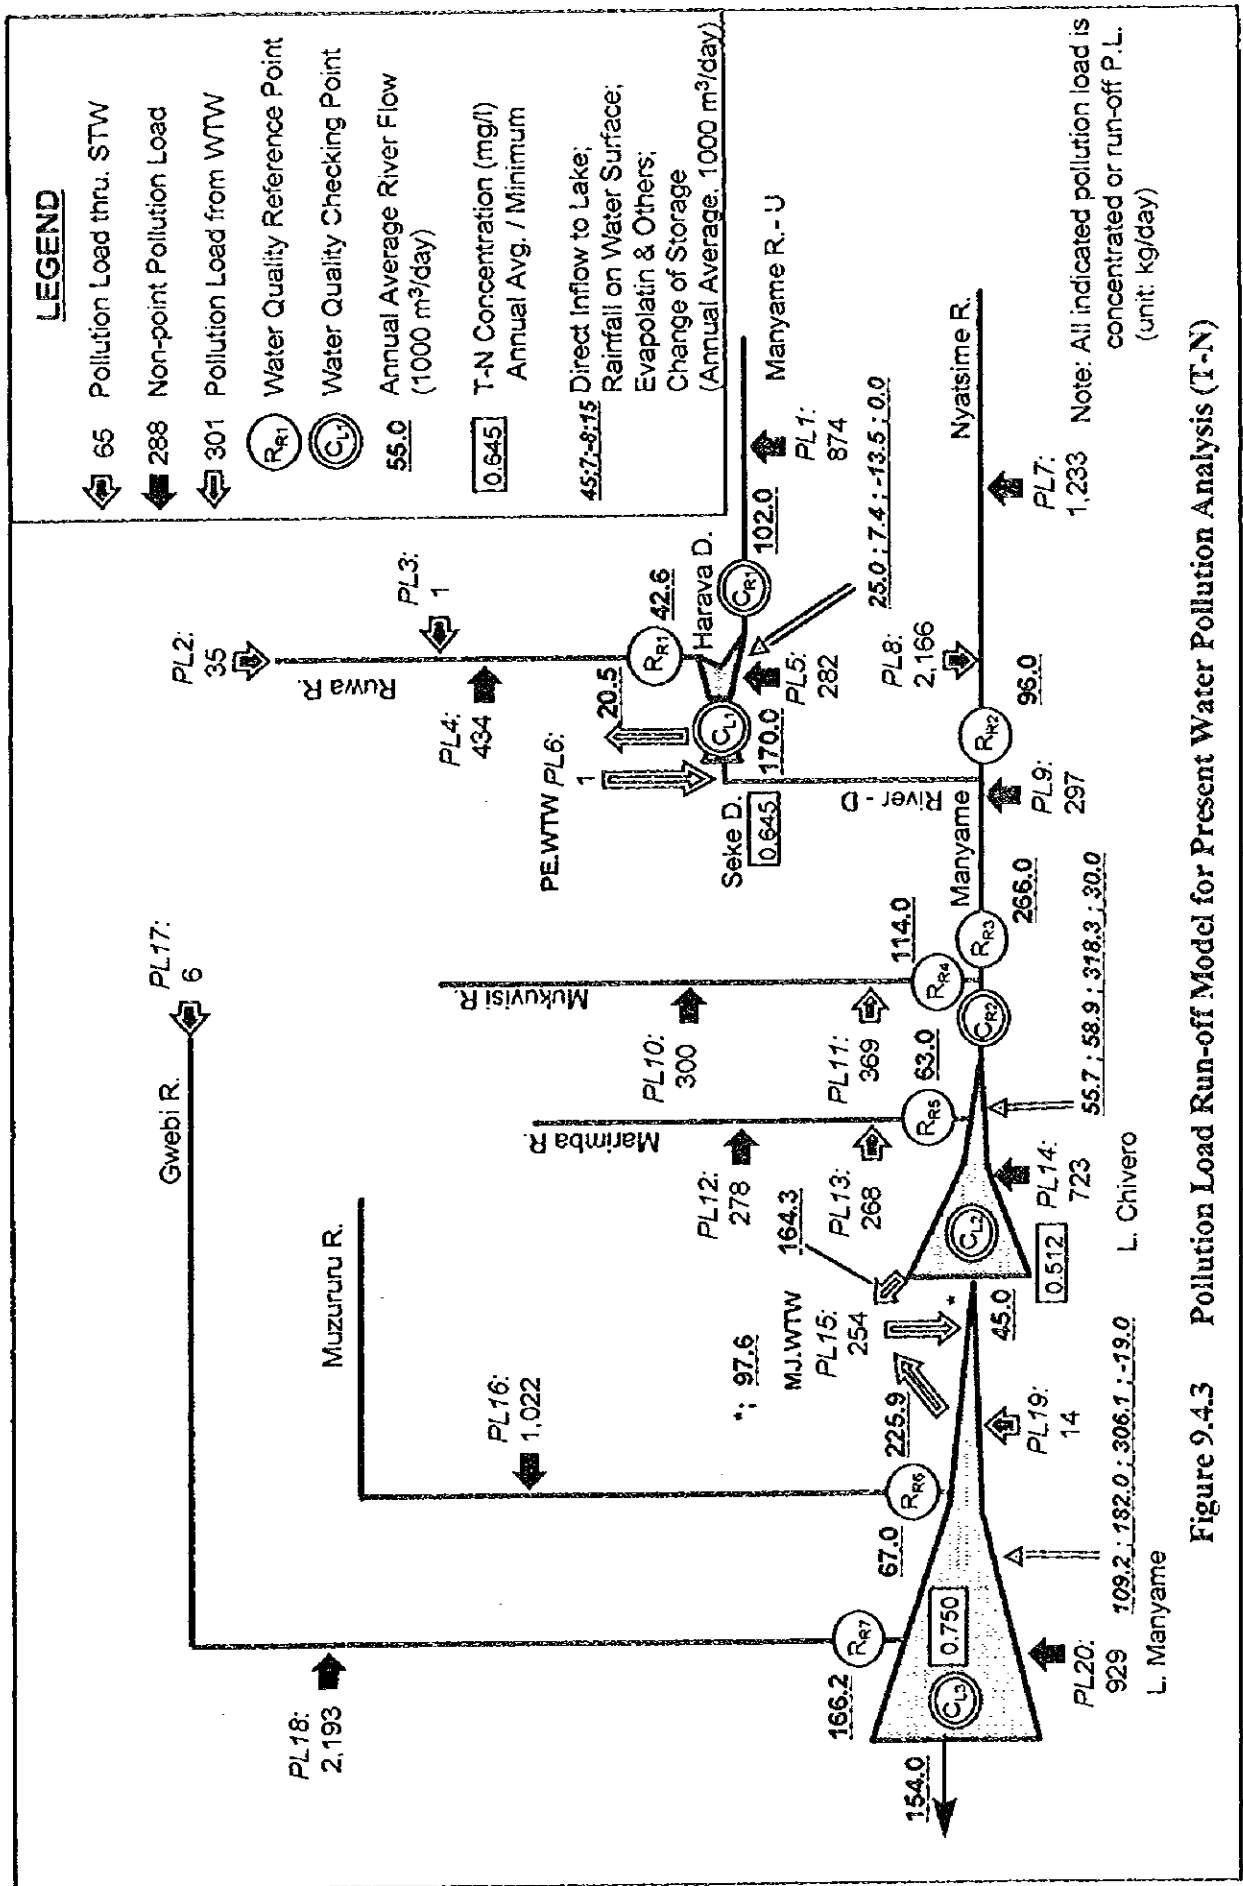 LEGEND
65 Pollution Load thru. STW
288 Non-point Pollution Load
301 Pollution Load from WTW
RR1 Water Quality Reference Point
CL1 Water Quality Checking Point
55.0 Annual Average River Flow
(1000 m³/day)
0.645 T-N Concentration (mg/l)
Annual Avg. / Minimum
45:7:-8:15 Direct Inflow to Lake;
Rainfall on Water Surface;
Evapolatin & Others;
Change of Storage
(Annual Average, 1000 m³/day)
Gwebi R.
PL17:
6
PL18:
2,193
Muzururu R.
PL16:
1,022
PL2:
35
Ruwa R.
PL3:
1
PL4:
434
RR1
42.6
Harava D.
20.5
CR1
102.0
Manyame R.- U
PL1:
874
25.0 ; 7.4 ; -13.5 ; 0.0
PE.WTW PL6:
1
CL1
170.0
PL5:
282
Seke D.
0.645
River - D
Manyame
Nyatsime R.
PL7:
1,233
PL8:
2,166
96.0
RR2
PL9:
297
266.0
RR3
Mukuvisi R.
PL10:
300
PL11:
369
114.0
RR4
CR2
Marimba R.
PL12:
278
PL13:
268
63.0
RR5
55.7 ; 58.9 ; 318.3 ; 30.0
164.3
CL2
PL14:
723
0.512
L. Chivero
*; 97.6
MJ.WTW
PL15:
254
*
45.0
225.9
PL19:
14
RR6
67.0
109.2 ; 182.0 ; 306.1 ; -19.0
RR7
166.2
0.750
CL3
PL20:
929
L. Manyame
154.0
Note: All indicated pollution load is
concentrated or run-off P.L.
(unit: kg/day)
Figure 9.4.3 Pollution Load Run-off Model for Present Water Pollution Analysis (T-N)